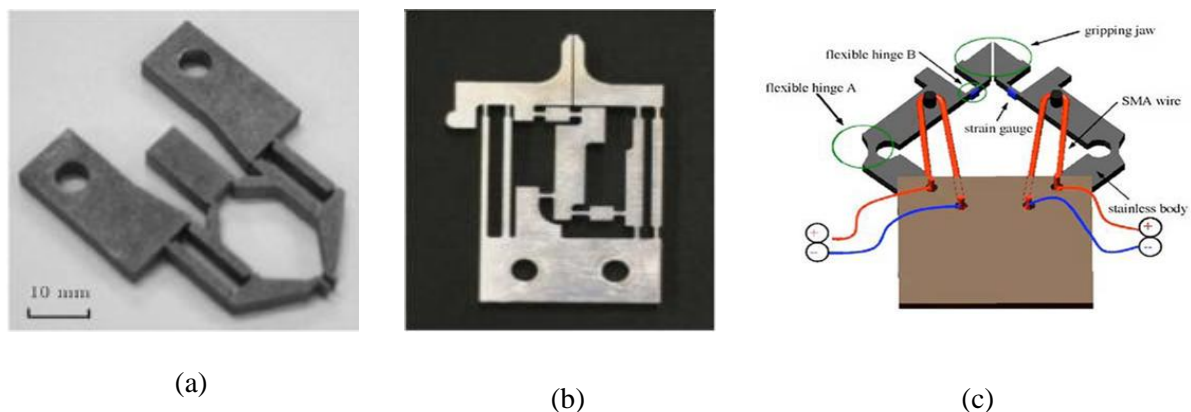 10 mm
gripping jaw
flexible hinge B
flexible hinge A
SMA wire
strain gauge
stainless body
+
--
+
--
(a)
(b)
(c)